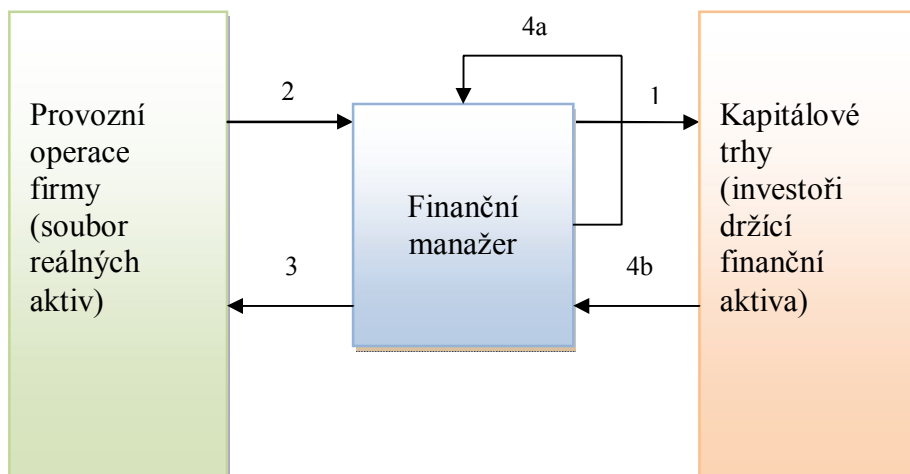 4a
2
1
Provozní
operace
firmy
(soubor
reálných
aktiv)
Finanční
manažer
Kapitálové
trhy
(investoři
držící
finanční
aktiva)
3
4b